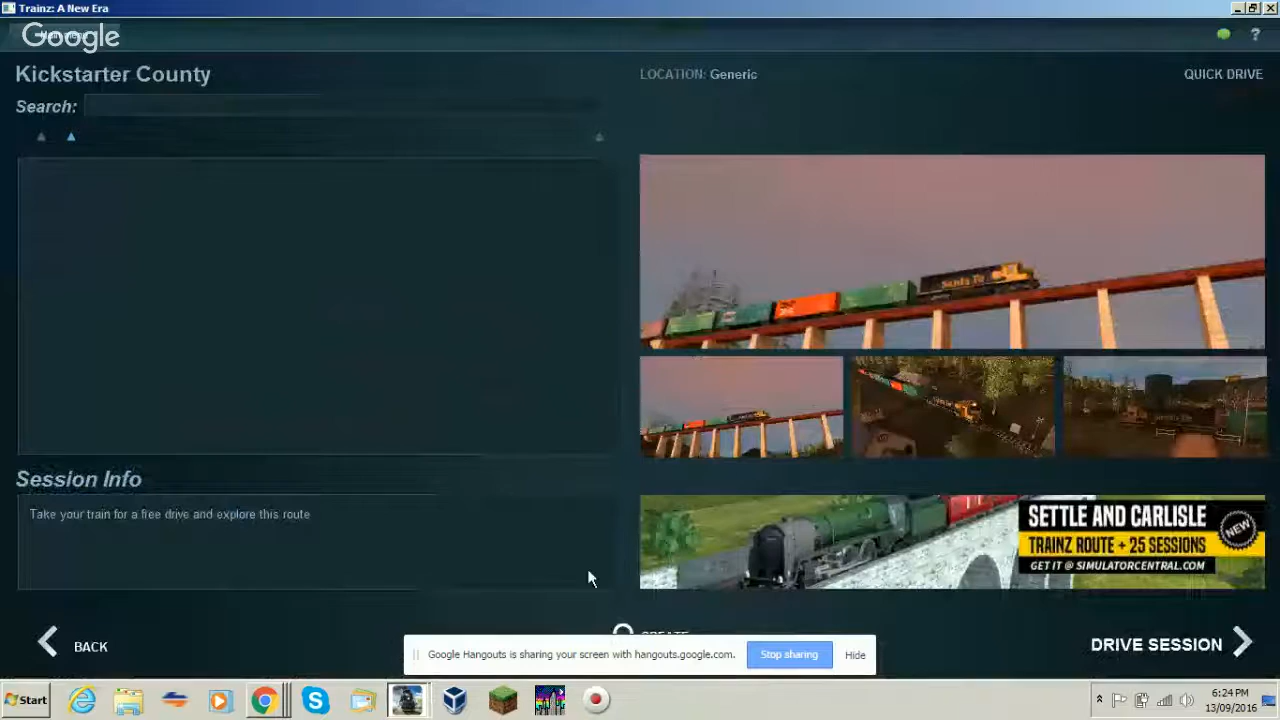 Trainz: A New Era
Google
Kickstarter County
LOCATION: Generic
QUICK DRIVE
Search:
?
Santa Fe
Session Info
Take your train for a free drive and explore this route
SETTLE AND CARLISLE
TRAINZ ROUTE + 25 SESSIONS
GET IT @ SIMULATORCENTRAL.COM
NEW
BACK
CREATE
DRIVE SESSION
Google Hangouts is sharing your screen with hangouts.google.com.
Stop sharing
Hide
Start
6:24 PM
13/09/2016